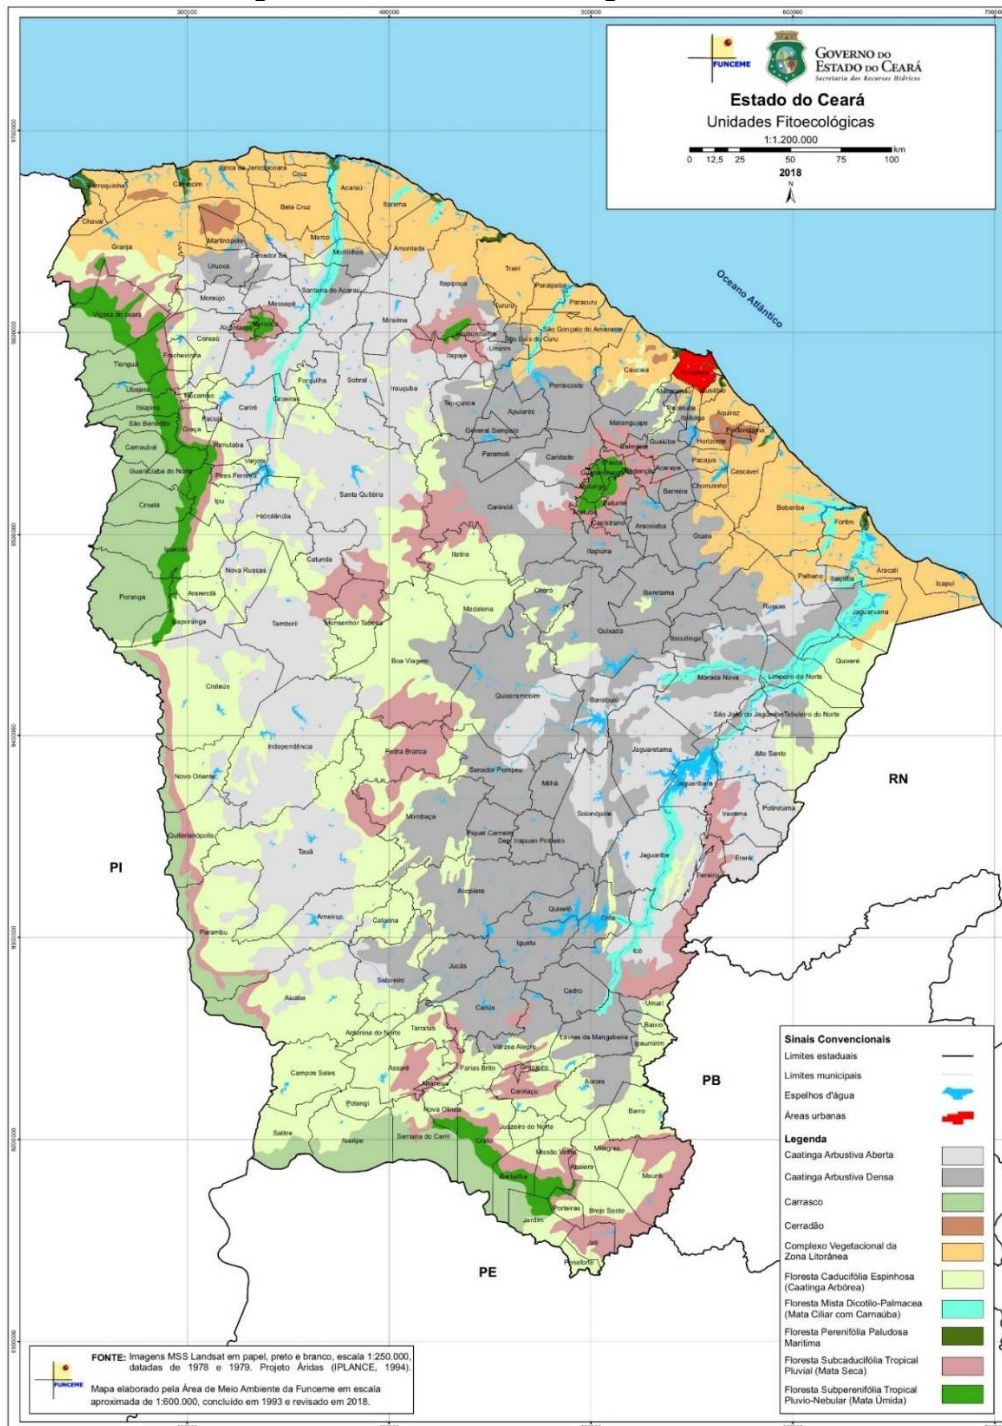 FUNCEME
GOVERNO DO
ESTADO DO CEARÁ
Secretaria dos Recursos Hídricos
Estado do Ceará
Unidades Fitoecológicas
1:1.200.000
0 12,5 25 50 75 100 km
2018
N
Oceano Atlântico
Barroquinha
Camocim
Jijoca de Jericoacoara
Cruz
Acaraú
Itarema
Chaval
Bela Cruz
Granja
Martinópole
Marco
Amontada
Senador Sá
Morrinhos
Uruoca
Trairi
Paraipaba
Santana do Acaraú
Itapipoca
Paracuru
Moraújo
Massapê
Tururu
Viçosa do Ceará
Miraíma
São Gonçalo do Amarante
Alcântaras
Meruoca
Coreaú
Umirim
São Luís do Curu
Frecheirinha
Itapajé
Caucaia
Tianguá
Forquilha
Sobral
Irauçuba
Pentecoste
Ubajara
Mucambo
Groaíras
Tejuçuoca
Apuiarés
Aquiraz
Ibiapina
Cariré
Maranguape
Pacujá
General Sampaio
São Benedito
Graça
Guaiúba
Horizonte
Reriutaba
Paramoti
Caridade
Carnaubal
Pacajus
Acarape
Redenção
Varjota
Cascavel
Guaraciaba do Norte
Pires Ferreira
Santa Quitéria
Chorozinho
Barreira
Croatá
Ipu
Canindé
Baturité
Beberibe
Hidrolândia
Capistrano
Aracoiaba
Fortim
Ipueiras
Ocara
Catunda
Itatira
Itapiúna
Nova Russas
Palhano
Itaiçaba
Aracati
Icapuí
Poranga
Ararendá
Choró
Ibaretama
Madalena
Russas
Jaguaruana
Ipaporanga
Tamboril
Monsenhor Tabosa
Quixadá
Ibicuitinga
Boa Viagem
Quixeré
Crateús
Morada Nova
Limoeiro do Norte
Quixeramobim
Banabuiú
São João do Jaguaribe
Tabuleiro do Norte
Independência
Pedra Branca
Jaguaretama
Alto Santo
Novo Oriente
Senador Pompeu
Milhã
Jaguaribara
RN
Mombaça
Solonópole
Iracema
Potiretama
Quiterianópolis
Piquet Carneiro
Dep. Irapuan Pinheiro
PI
Tauá
Jaguaribe
Ererê
Pereiro
Acopiara
Arneiroz
Catarina
Quixelô
Orós
Parambu
Iguatu
Icó
Jucás
Saboeiro
Aiuaba
Cedro
Umari
Cariús
Baixio
Antonina do Norte
Tarrafas
Lavras da Mangabeira
Ipaumirim
Várzea Alegre
Campos Sales
Assaré
Farias Brito
Granjeiro
Aurora
PB
Altaneira
Caririaçu
Potengi
Nova Olinda
Barro
Juazeiro do Norte
Salitre
Araripe
Santana do Cariri
Crato
Missão Velha
Milagres
Abaiara
Mauriti
Barbalha
Porteiras
Brejo Santo
Jardim
Jati
PE
Penaforte
Sinais Convencionais
Limites estaduais
Limites municipais
Espelhos d'água
Áreas urbanas
Legenda
Caatinga Arbustiva Aberta
Caatinga Arbustiva Densa
Carrasco
Cerradão
Complexo Vegetacional da
Zona Litorânea
Floresta Caducifólia Espinhosa
(Caatinga Arbórea)
Floresta Mista Dicotilo-Palmacea
(Mata Ciliar com Carnaúba)
Floresta Perenifólia Paludosa
Marítima
Floresta Subcaducifólia Tropical
Pluvial (Mata Seca)
Floresta Subperenifólia Tropical
Pluvio-Nebular (Mata Úmida)
FONTE: Imagens MSS Landsat em papel, preto e branco, escala 1:250.000,
datadas de 1978 e 1979. Projeto Áridas (IPLANCE, 1994).
Mapa elaborado pela Área de Meio Ambiente da Funceme em escala
aproximada de 1:600.000, concluído em 1993 e revisado em 2018.
FUNCEME